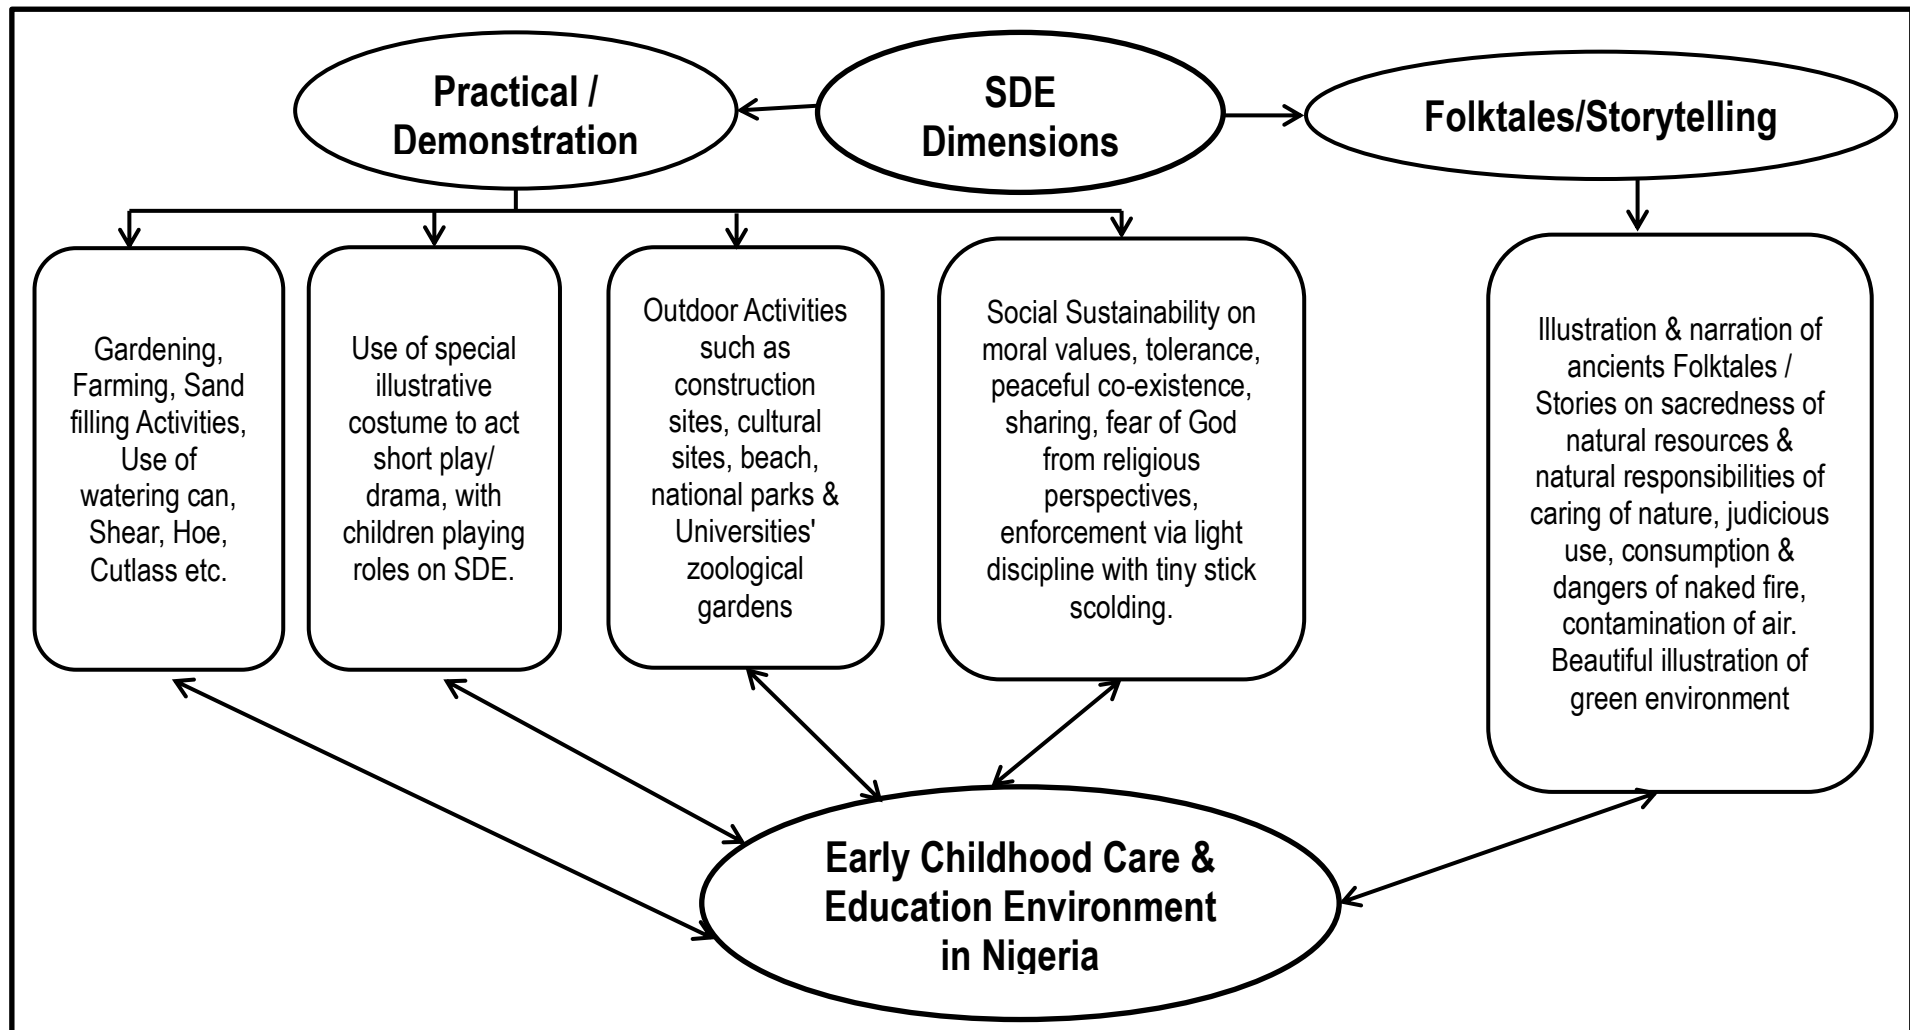 Practical /
Demonstration
SDE
Dimensions
Folktales/Storytelling
Gardening,
Farming, Sand
filling Activities,
Use of
watering can,
Shear, Hoe,
Cutlass etc.
Use of special
illustrative
costume to act
short play/
drama, with
children playing
roles on SDE.
Outdoor Activities
such as
construction
sites, cultural
sites, beach,
national parks &
Universities'
zoological
gardens
Social Sustainability on
moral values, tolerance,
peaceful co-existence,
sharing, fear of God
from religious
perspectives,
enforcement via light
discipline with tiny stick
scolding.
Illustration & narration of
ancients Folktales /
Stories on sacredness of
natural resources &
natural responsibilities of
caring of nature, judicious
use, consumption &
dangers of naked fire,
contamination of air.
Beautiful illustration of
green environment
Early Childhood Care &
Education Environment
in Nigeria